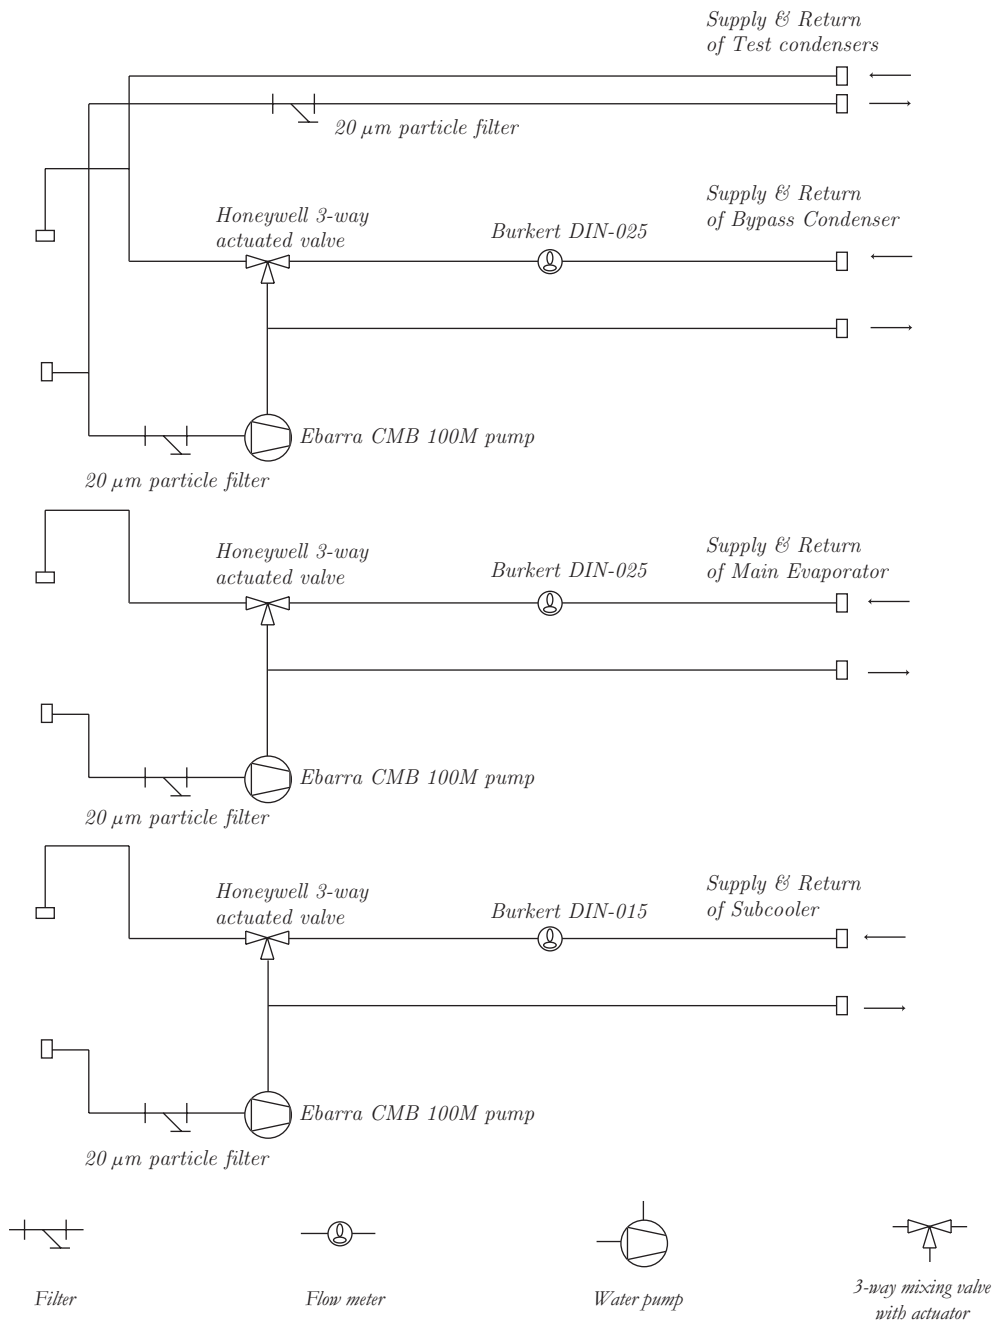 Supply & Return
of Test condensers
20 µm particle filter
Supply & Return
of Bypass Condenser
Honeywell 3-way
actuated valve
Burkert DIN-025
Ebarra CMB 100M pump
20 µm particle filter
Supply & Return
of Main Evaporator
Honeywell 3-way
actuated valve
Burkert DIN-025
Ebarra CMB 100M pump
20 µm particle filter
Supply & Return
of Subcooler
Honeywell 3-way
actuated valve
Burkert DIN-015
Ebarra CMB 100M pump
20 µm particle filter
Filter
Flow meter
Water pump
3-way mixing valve
with actuator